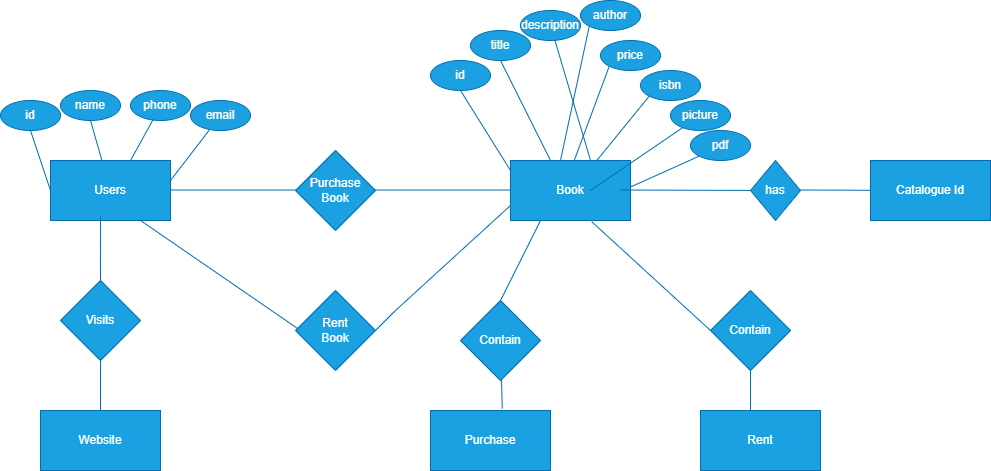 description
author
title
price
id
isbn
id
name
phone
email
picture
pdf
Users
Purchase
Book
Book
has
Catalogue Id
Visits
Rent
Book
Contain
Contain
Website
Purchase
Rent